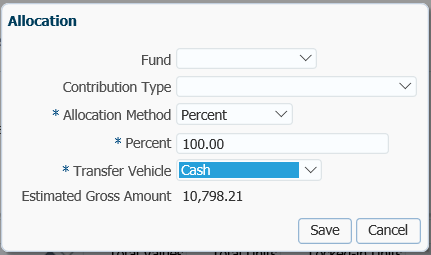 Allocation
Fund
Contribution Type
* Allocation Method Percent
* Percent 100.00
* Transfer Vehicle Cash
Estimated Gross Amount 10,798.21
Save Cancel